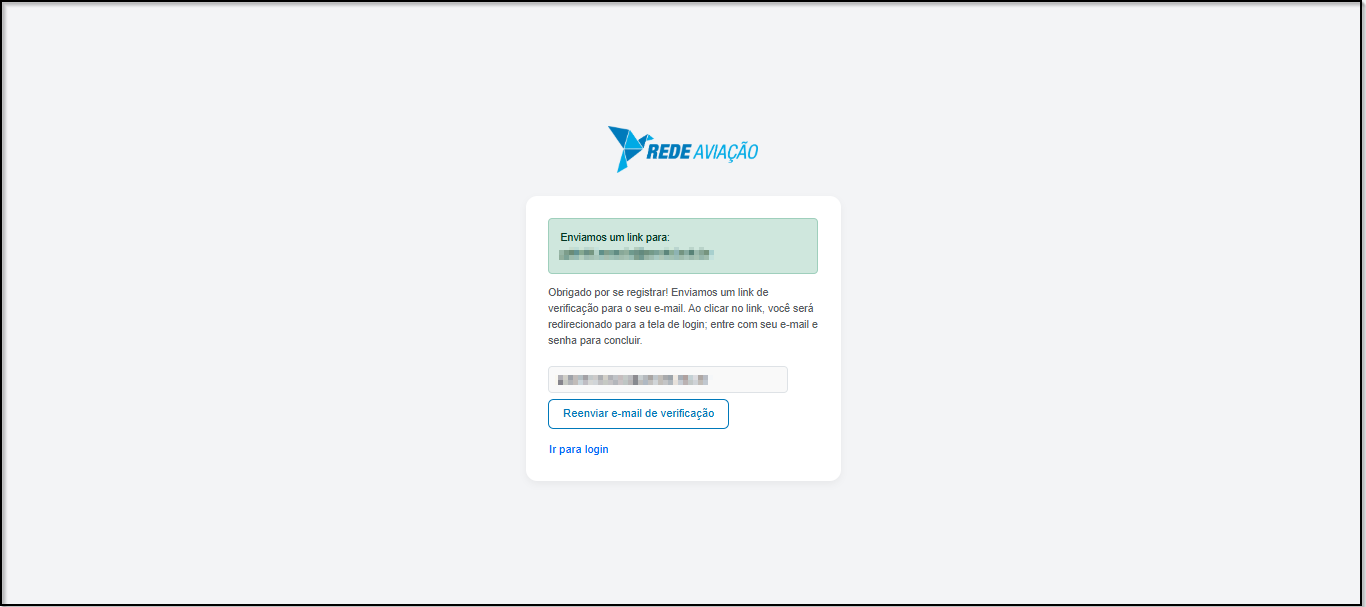 REDE AVIAÇÃO
Enviamos um link para:
Obrigado por se registrar! Enviamos um link de
verificação para o seu e-mail. Ao clicar no link, você será
redirecionado para a tela de login; entre com seu e-mail e
senha para concluir.
Reenviar e-mail de verificação
Ir para login